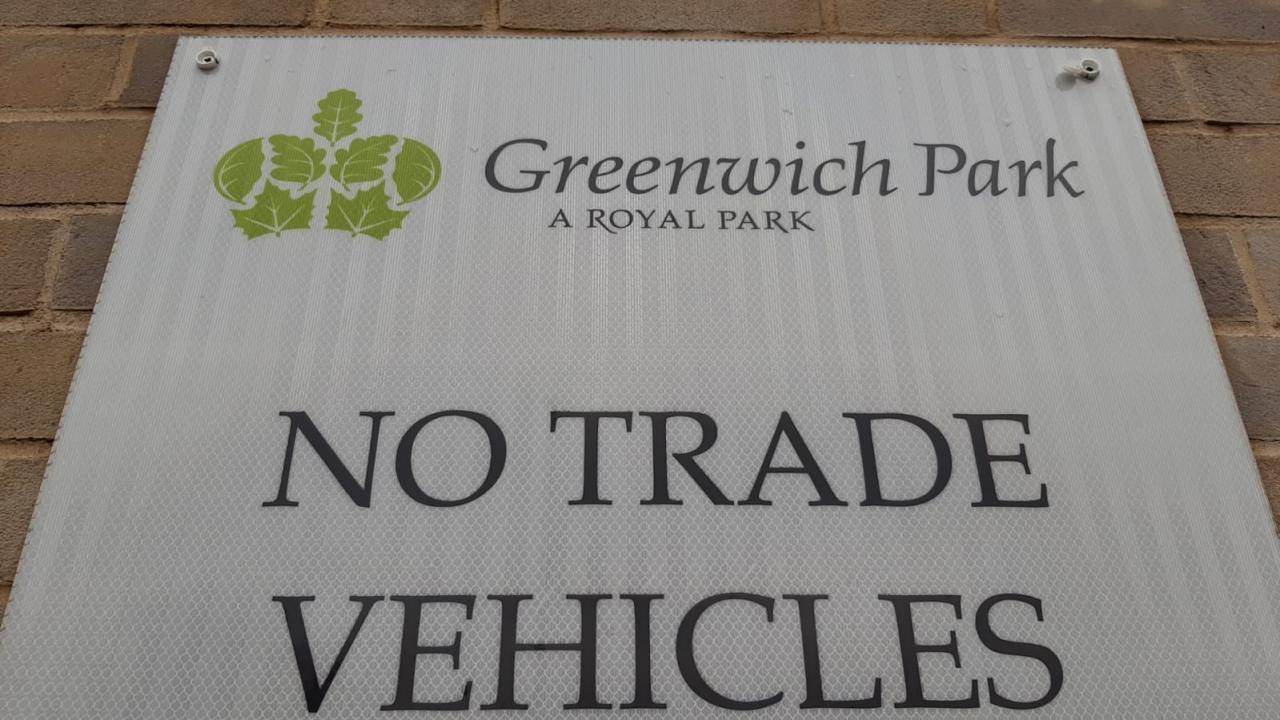 Greenwich Park
A ROYAL PARK
NO TRADE
VEHICLES